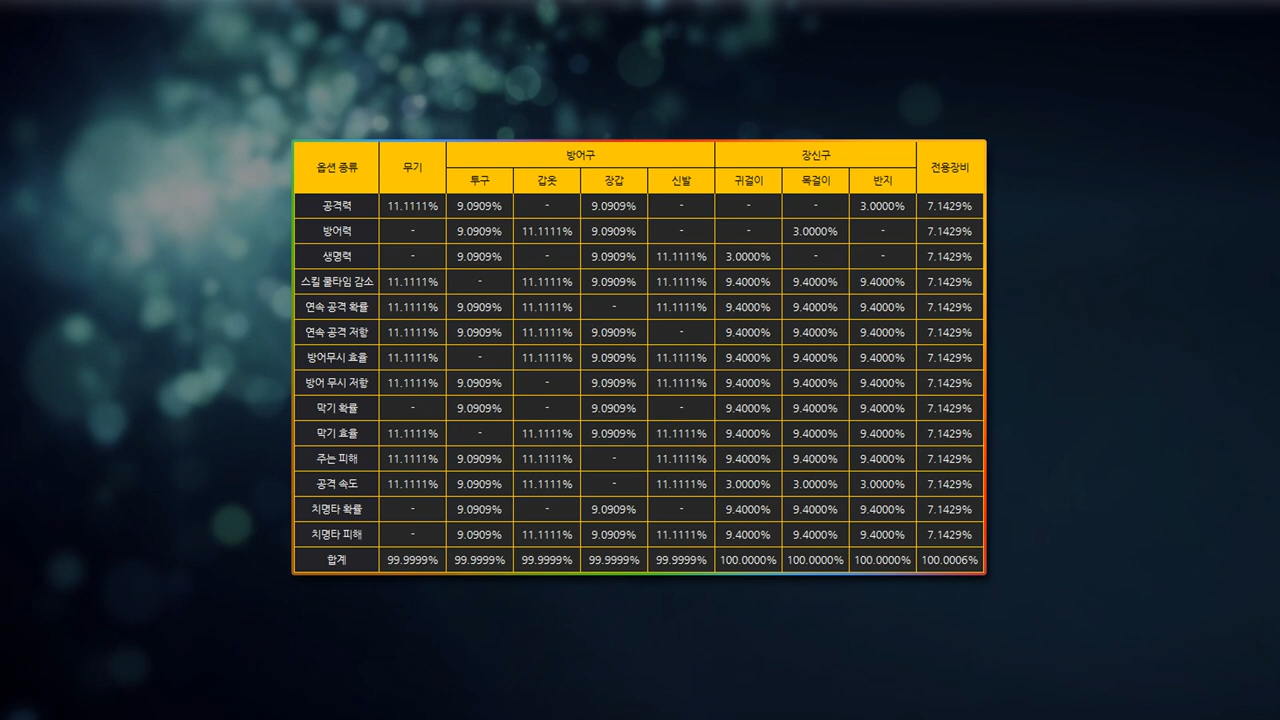 옵션 종류 무기 방어구 장신구 전용장비
투구 갑옷 장갑 신발 귀걸이 목걸이 반지
공격력 11.1111% 9.0909% - 9.0909% - - - 3.0000% 7.1429%
방어력 - 9.0909% 11.1111% 9.0909% - - 3.0000% - 7.1429%
생명력 - 9.0909% - 9.0909% 11.1111% 3.0000% - - 7.1429%
스킬 쿨타임 감소 11.1111% - 11.1111% 9.0909% 11.1111% 9.4000% 9.4000% 9.4000% 7.1429%
연속 공격 확률 11.1111% 9.0909% 11.1111% - 11.1111% 9.4000% 9.4000% 9.4000% 7.1429%
연속 공격 저항 11.1111% 9.0909% 11.1111% 9.0909% - 9.4000% 9.4000% 9.4000% 7.1429%
방어무시 효율 11.1111% - 11.1111% 9.0909% 11.1111% 9.4000% 9.4000% 9.4000% 7.1429%
방어 무시 저항 11.1111% 9.0909% - 9.0909% 11.1111% 9.4000% 9.4000% 9.4000% 7.1429%
막기 확률 - 9.0909% - 9.0909% - 9.4000% 9.4000% 9.4000% 7.1429%
막기 효율 11.1111% - 11.1111% 9.0909% 11.1111% 9.4000% 9.4000% 9.4000% 7.1429%
주는 피해 11.1111% 9.0909% 11.1111% - 11.1111% 9.4000% 9.4000% 9.4000% 7.1429%
공격 속도 11.1111% 9.0909% 11.1111% - 11.1111% 3.0000% 3.0000% 3.0000% 7.1429%
치명타 확률 - 9.0909% - 9.0909% - 9.4000% 9.4000% 9.4000% 7.1429%
치명타 피해 - 9.0909% 11.1111% 9.0909% 11.1111% 9.4000% 9.4000% 9.4000% 7.1429%
합계 99.9999% 99.9999% 99.9999% 99.9999% 99.9999% 100.0000% 100.0000% 100.0000% 100.0006%